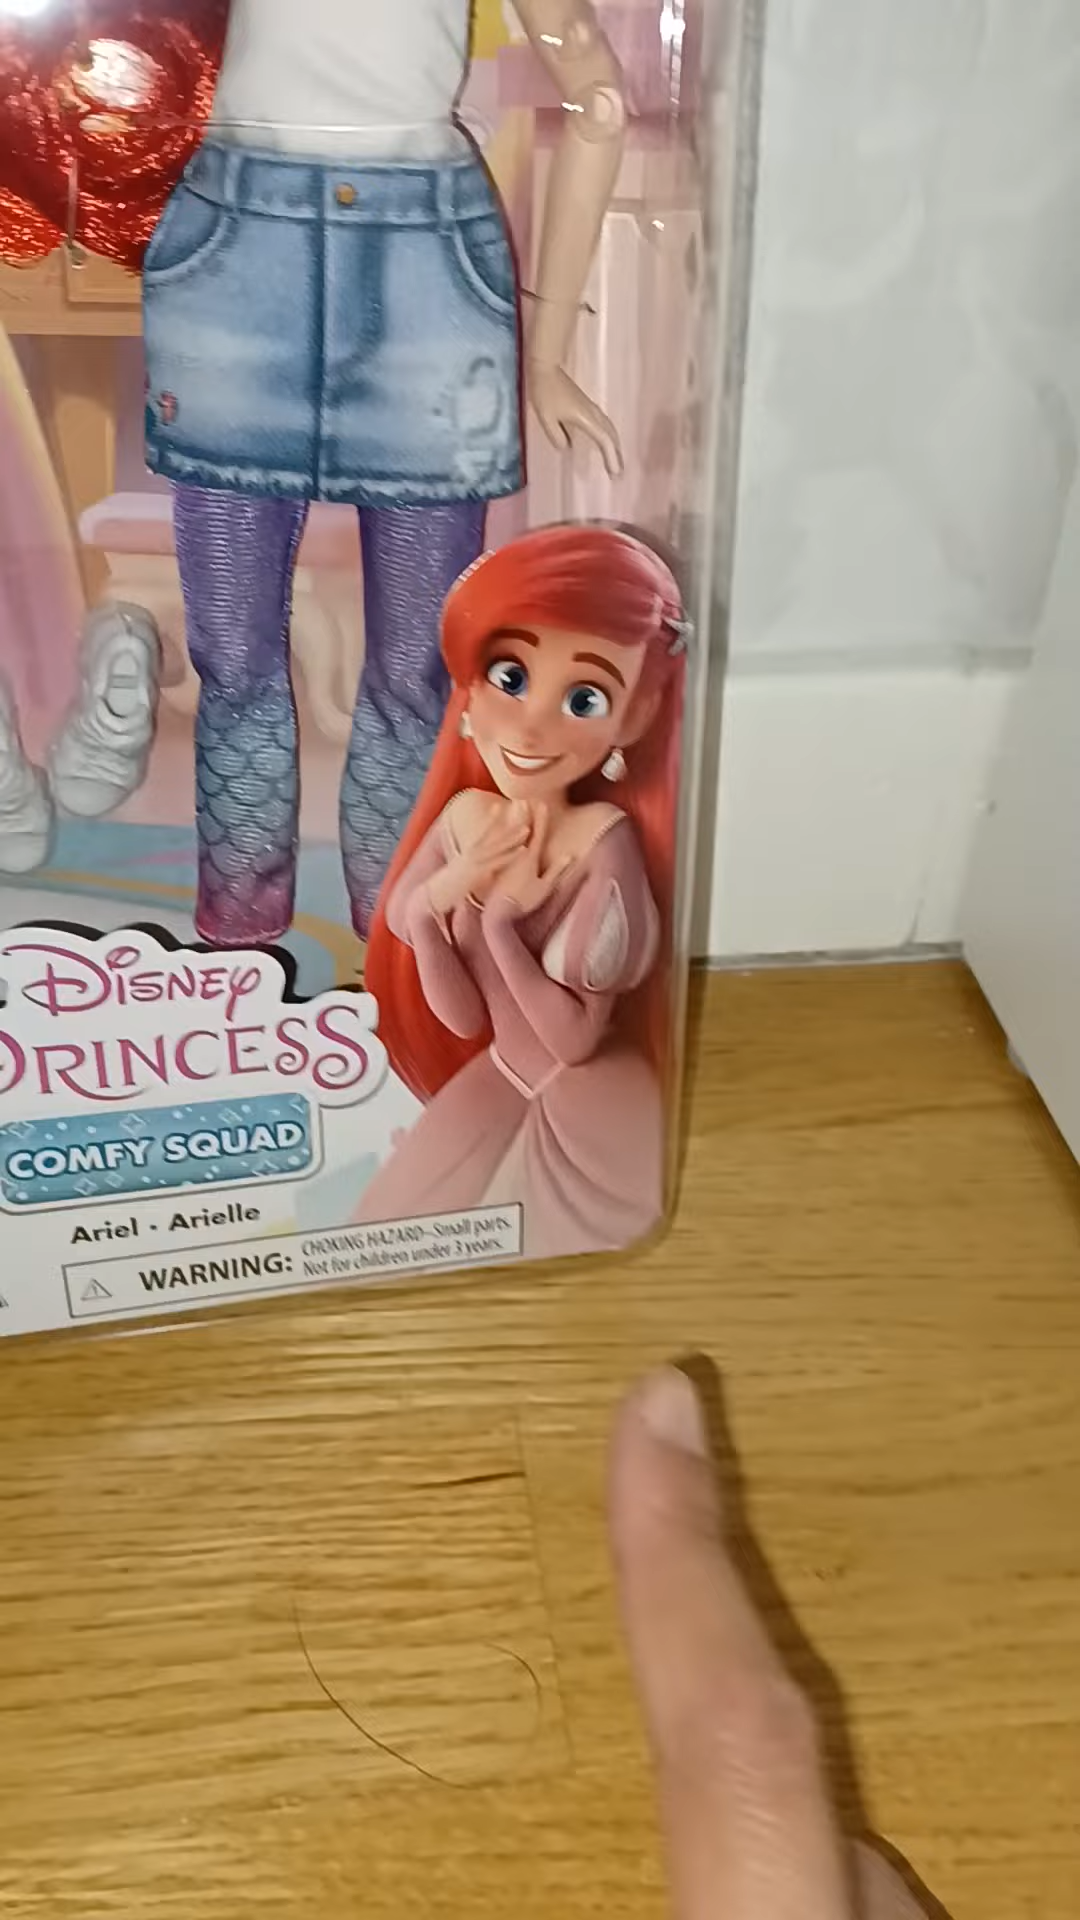 Disney
PRINCESS
COMFY SQUAD
Ariel • Arielle
WARNING: CHOKING HAZARD–Small parts.
Not for children under 3 years.